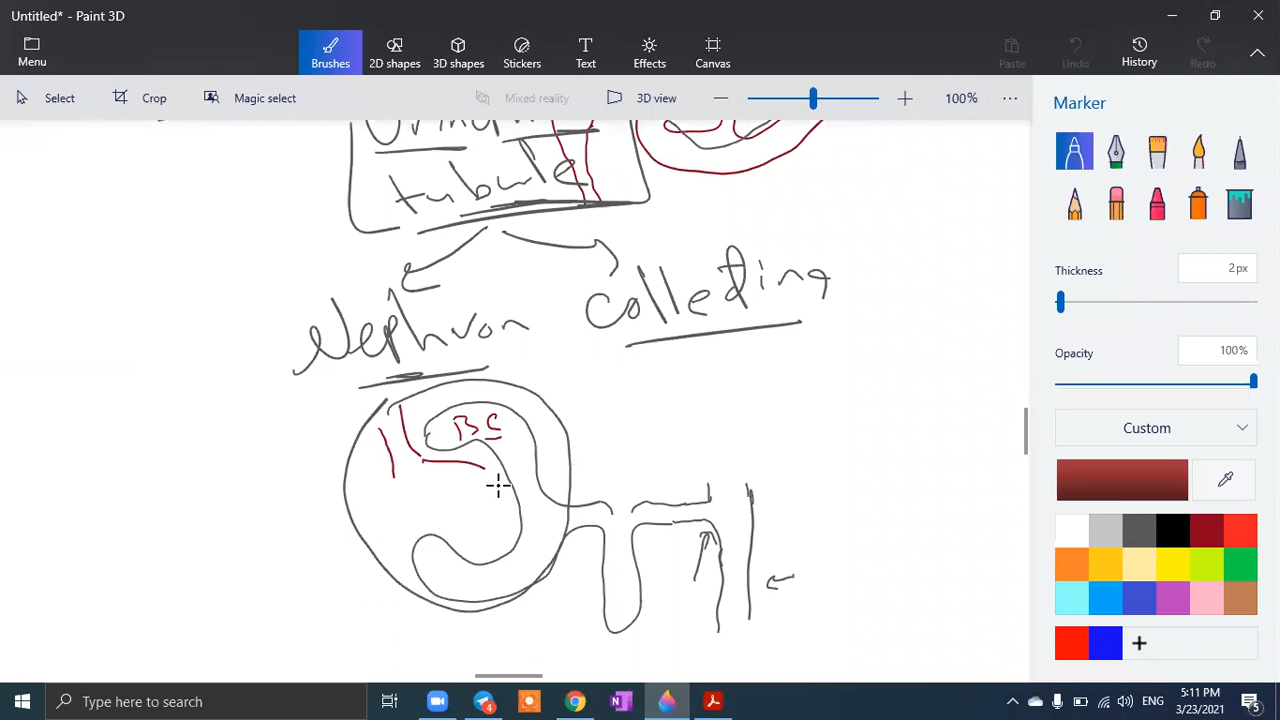 Untitled* - Paint 3D
Menu
Brushes
2D shapes
3D shapes
Stickers
Text
Effects
Canvas
Paste
Undo
History
Redo
Select
Crop
Magic select
Mixed reality
3D view
100%
Marker
Thickness
2px
Opacity
100%
Custom
tubule
Nephron
Collecting
BC
Type here to search
4
ENG
5:11 PM
3/23/2021
5